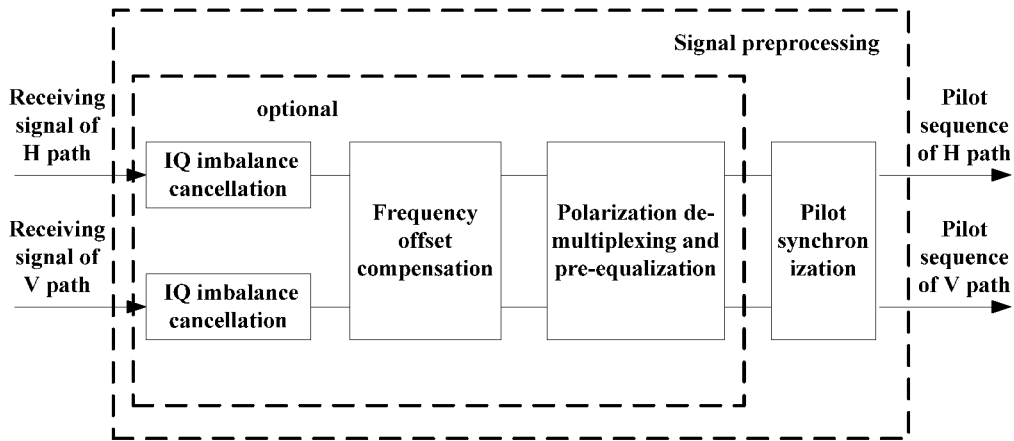 Signal preprocessing
optional
Receiving
signal of
H path
IQ imbalance
cancellation
Receiving
signal of
V path
IQ imbalance
cancellation
Frequency
offset
compensation
Polarization de-
multiplexing and
pre-equalization
Pilot
synchron
ization
Pilot
sequence
of H path
Pilot
sequence
of V path